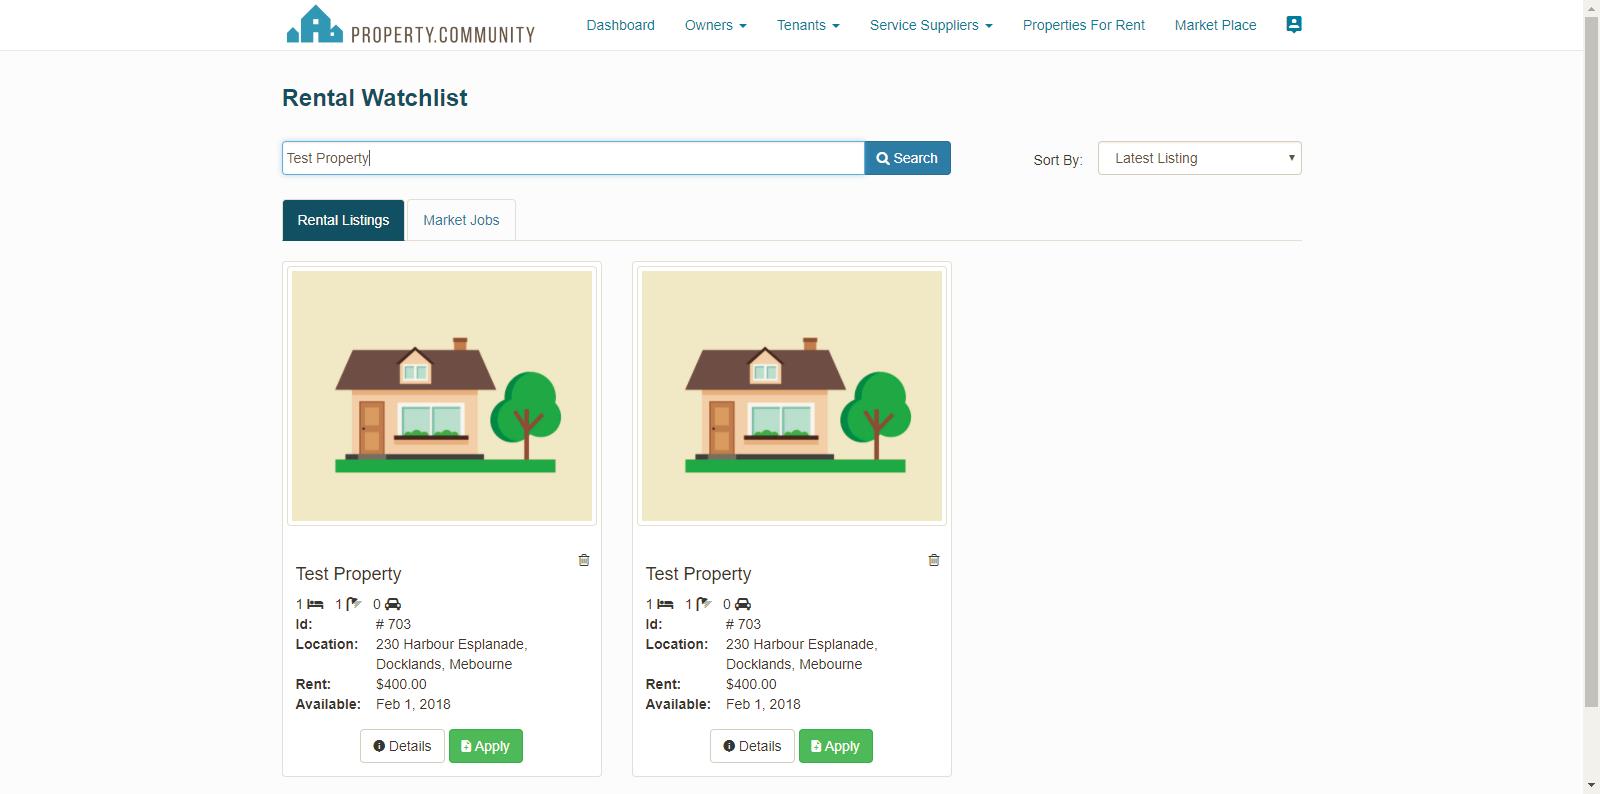 PROPERTY.COMMUNITY
Dashboard Owners Tenants Service Suppliers Properties For Rent Market Place
Rental Watchlist
Test Property Search Sort By: Latest Listing
Rental Listings Market Jobs
Test Property
1 1 0
Id: # 703
Location: 230 Harbour Esplanade,
Docklands, Mebourne
Rent: $400.00
Available: Feb 1, 2018
Details Apply
Test Property
1 1 0
Id: # 703
Location: 230 Harbour Esplanade,
Docklands, Mebourne
Rent: $400.00
Available: Feb 1, 2018
Details Apply